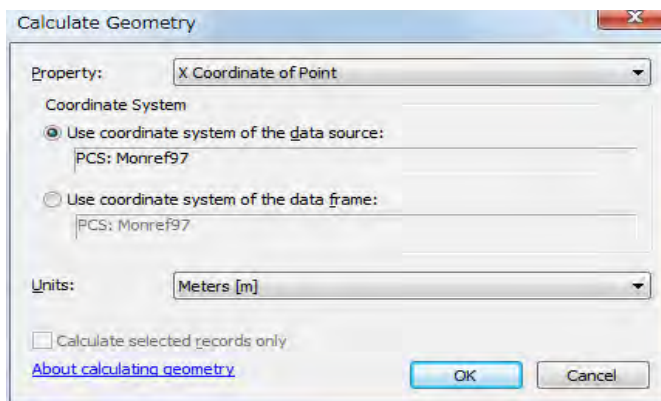 Calculate Geometry
Property: X Coordinate of Point
Coordinate System
Use coordinate system of the data source:
PCS: Monref97
Use coordinate system of the data frame:
PCS: Monref97
Units: Meters [m]
Calculate selected records only
About calculating geometry OK Cancel